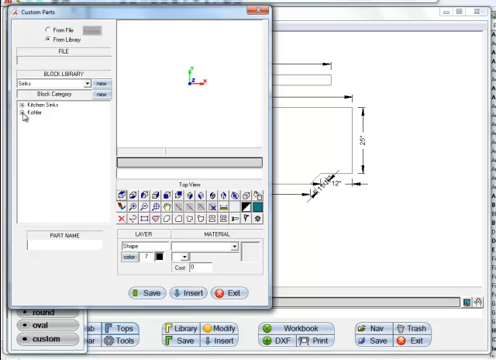 Custom Parts
From File
From Library
FILE
BLOCK LIBRARY
Sinks
new
Block Category
new
Kitchen Sinks
Kohler
Top View
PART NAME
LAYER
MATERIAL
Shape
color
7
Cost
0
Save
Insert
Exit
25"
12"
round
oval
custom
Tops
Tools
Library
Modify
Save
Insert
Workbook
DXF
Print
Nav
Trash
Save
Exit